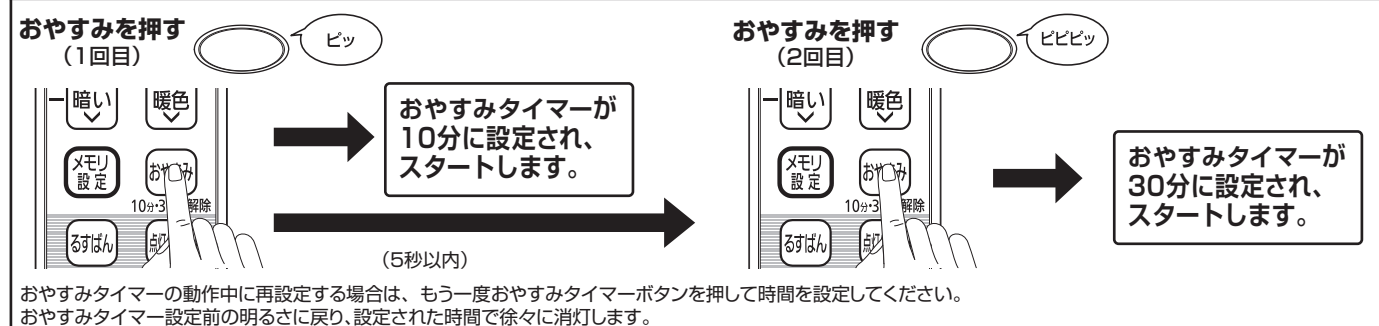 おやすみを押す
(1回目)
ピッ
暗い
暖色
メモリ
設定
おやすみ
10分・3 解除
るすばん
点灯
おやすみタイマーが
10分に設定され、
スタートします。
(5秒以内)
おやすみを押す
(2回目)
ピピピッ
暗い
暖色
メモリ
設定
おやすみ
10分・3 解除
るすばん
点灯
おやすみタイマーが
30分に設定され、
スタートします。
おやすみタイマーの動作中に再設定する場合は、もう一度おやすみタイマーボタンを押して時間を設定してください。
おやすみタイマー設定前の明るさに戻り、設定された時間で徐々に消灯します。